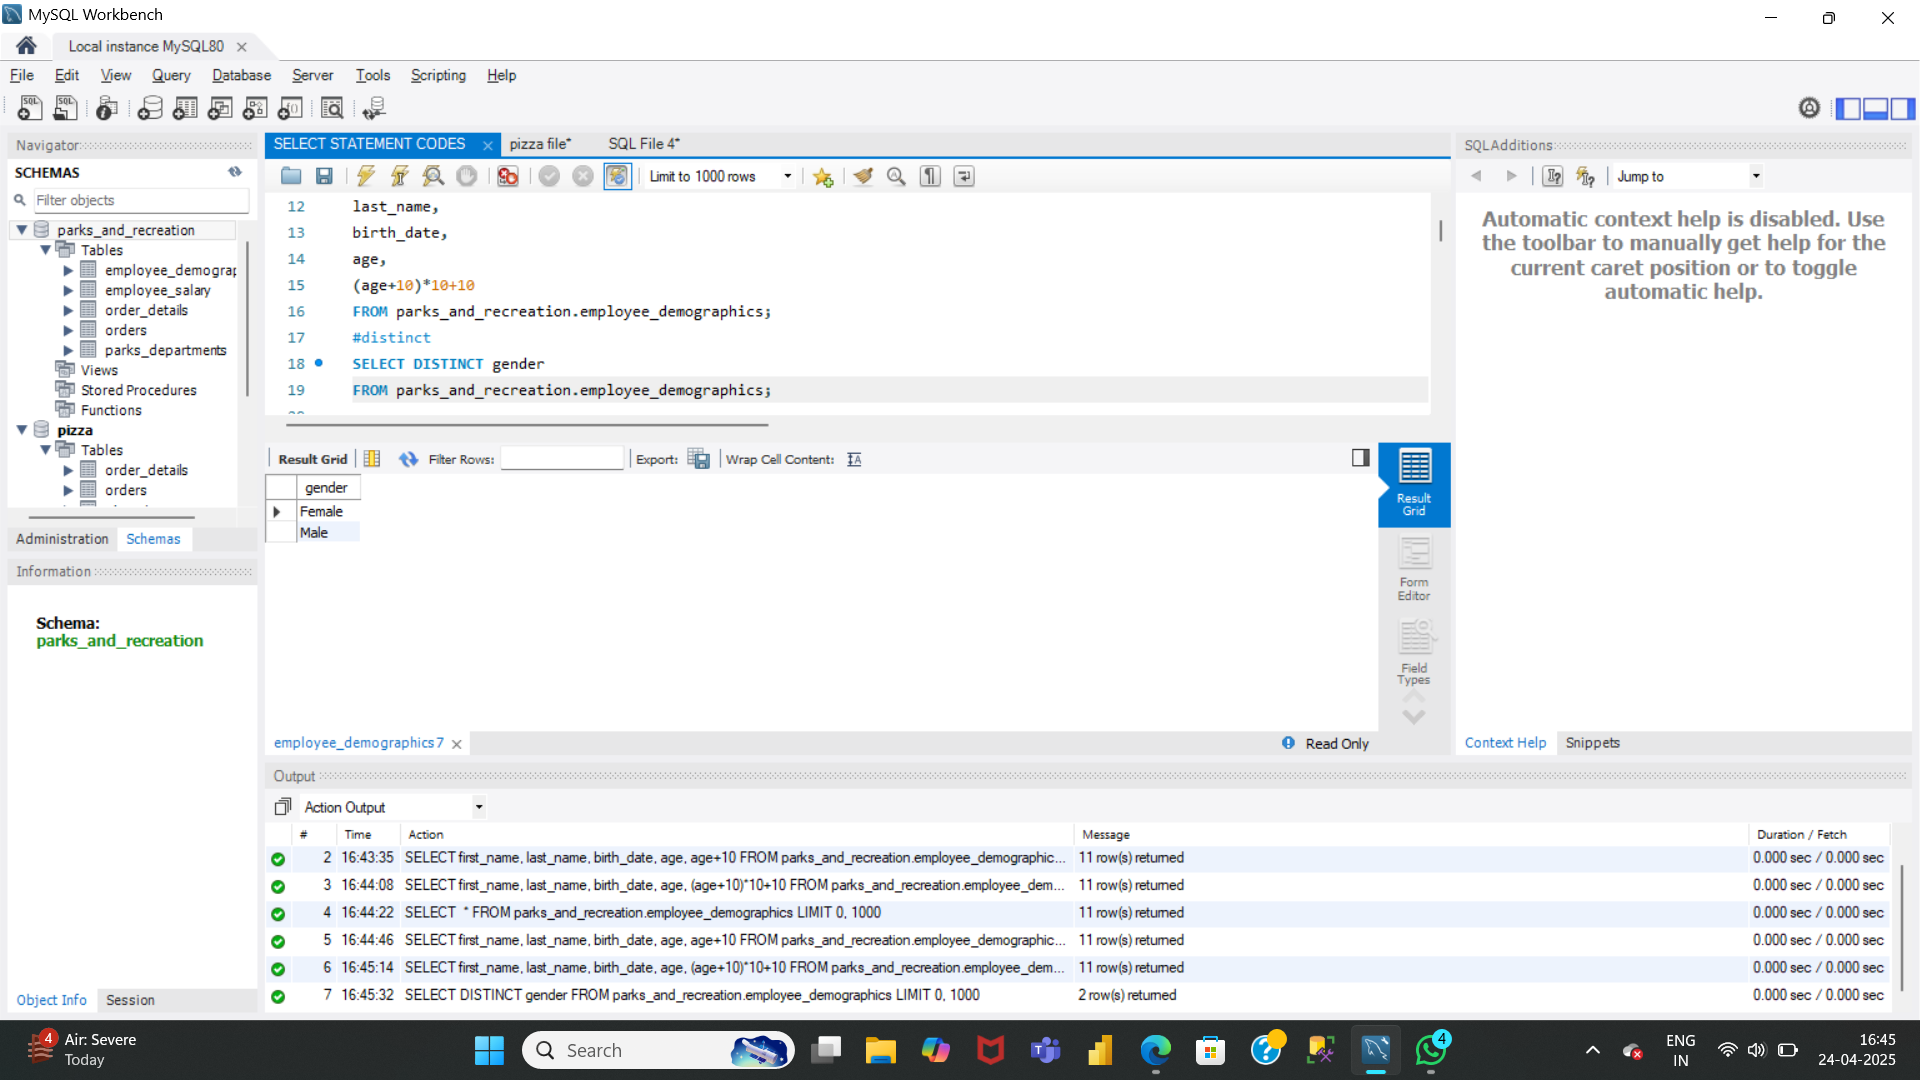 MySQL Workbench
Local instance MySQL80
File Edit View Query Database Server Tools Scripting Help
Navigator
SCHEMAS
Filter objects
parks_and_recreation
Tables
employee_demograp
employee_salary
order_details
orders
parks_departments
Views
Stored Procedures
Functions
pizza
Tables
order_details
orders
Administration Schemas
Information
Schema:
parks_and_recreation
Object Info Session
SELECT STATEMENT CODES pizza file* SQL File 4*
Limit to 1000 rows
12 last_name,
13 birth_date,
14 age,
15 (age+10)*10+10
16 FROM parks_and_recreation.employee_demographics;
17 #distinct
18 SELECT DISTINCT gender
19 FROM parks_and_recreation.employee_demographics;
Result Grid Filter Rows: Export: Wrap Cell Content:
gender
Female
Male
Result
Grid
Form
Editor
Field
Types
employee_demographics 7 Read Only
SQLAdditions
Jump to
Automatic context help is disabled. Use
the toolbar to manually get help for the
current caret position or to toggle
automatic help.
Context Help Snippets
Output
Action Output
# Time Action Message Duration / Fetch
2 16:43:35 SELECT first_name, last_name, birth_date, age, age+10 FROM parks_and_recreation.employee_demographic... 11 row(s) returned 0.000 sec / 0.000 sec
3 16:44:08 SELECT first_name, last_name, birth_date, age, (age+10)*10+10 FROM parks_and_recreation.employee_dem... 11 row(s) returned 0.000 sec / 0.000 sec
4 16:44:22 SELECT * FROM parks_and_recreation.employee_demographics LIMIT 0, 1000 11 row(s) returned 0.000 sec / 0.000 sec
5 16:44:46 SELECT first_name, last_name, birth_date, age, age+10 FROM parks_and_recreation.employee_demographic... 11 row(s) returned 0.000 sec / 0.000 sec
6 16:45:14 SELECT first_name, last_name, birth_date, age, (age+10)*10+10 FROM parks_and_recreation.employee_dem... 11 row(s) returned 0.000 sec / 0.000 sec
7 16:45:32 SELECT DISTINCT gender FROM parks_and_recreation.employee_demographics LIMIT 0, 1000 2 row(s) returned 0.000 sec / 0.000 sec
4 Air: Severe
Today
Search
4
ENG
IN
16:45
24-04-2025